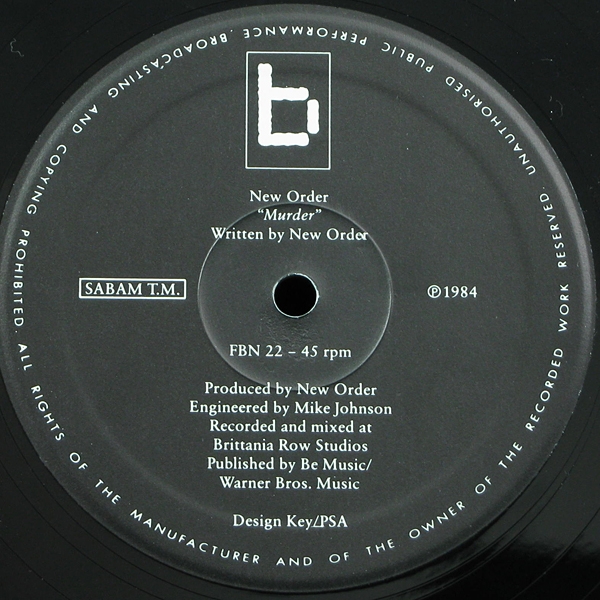 b
New Order
“Murder”
Written by New Order
SABAM T.M.
℗1984
FBN 22 – 45 rpm
Produced by New Order
Engineered by Mike Johnson
Recorded and mixed at
Brittania Row Studios
Published by Be Music/
Warner Bros. Music
Design Key/PSA
ALL RIGHTS OF THE MANUFACTURER AND OF THE OWNER OF THE RECORDED WORK RESERVED. UNAUTHORISED PUBLIC PERFORMANCE, BROADCASTING AND COPYING PROHIBITED.